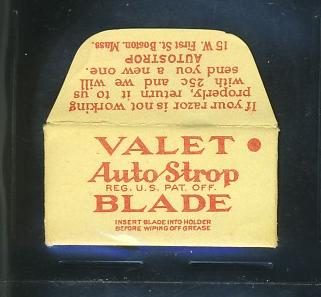 If your razor is not working
properly, return it to us
with 25¢ and we will
send you a new one.
AUTOSTROP
15 W. First St. Boston, Mass.
VALET
Auto Strop
REG. U.S. PAT. OFF.
BLADE
INSERT BLADE INTO HOLDER
BEFORE WIPING OFF GREASE